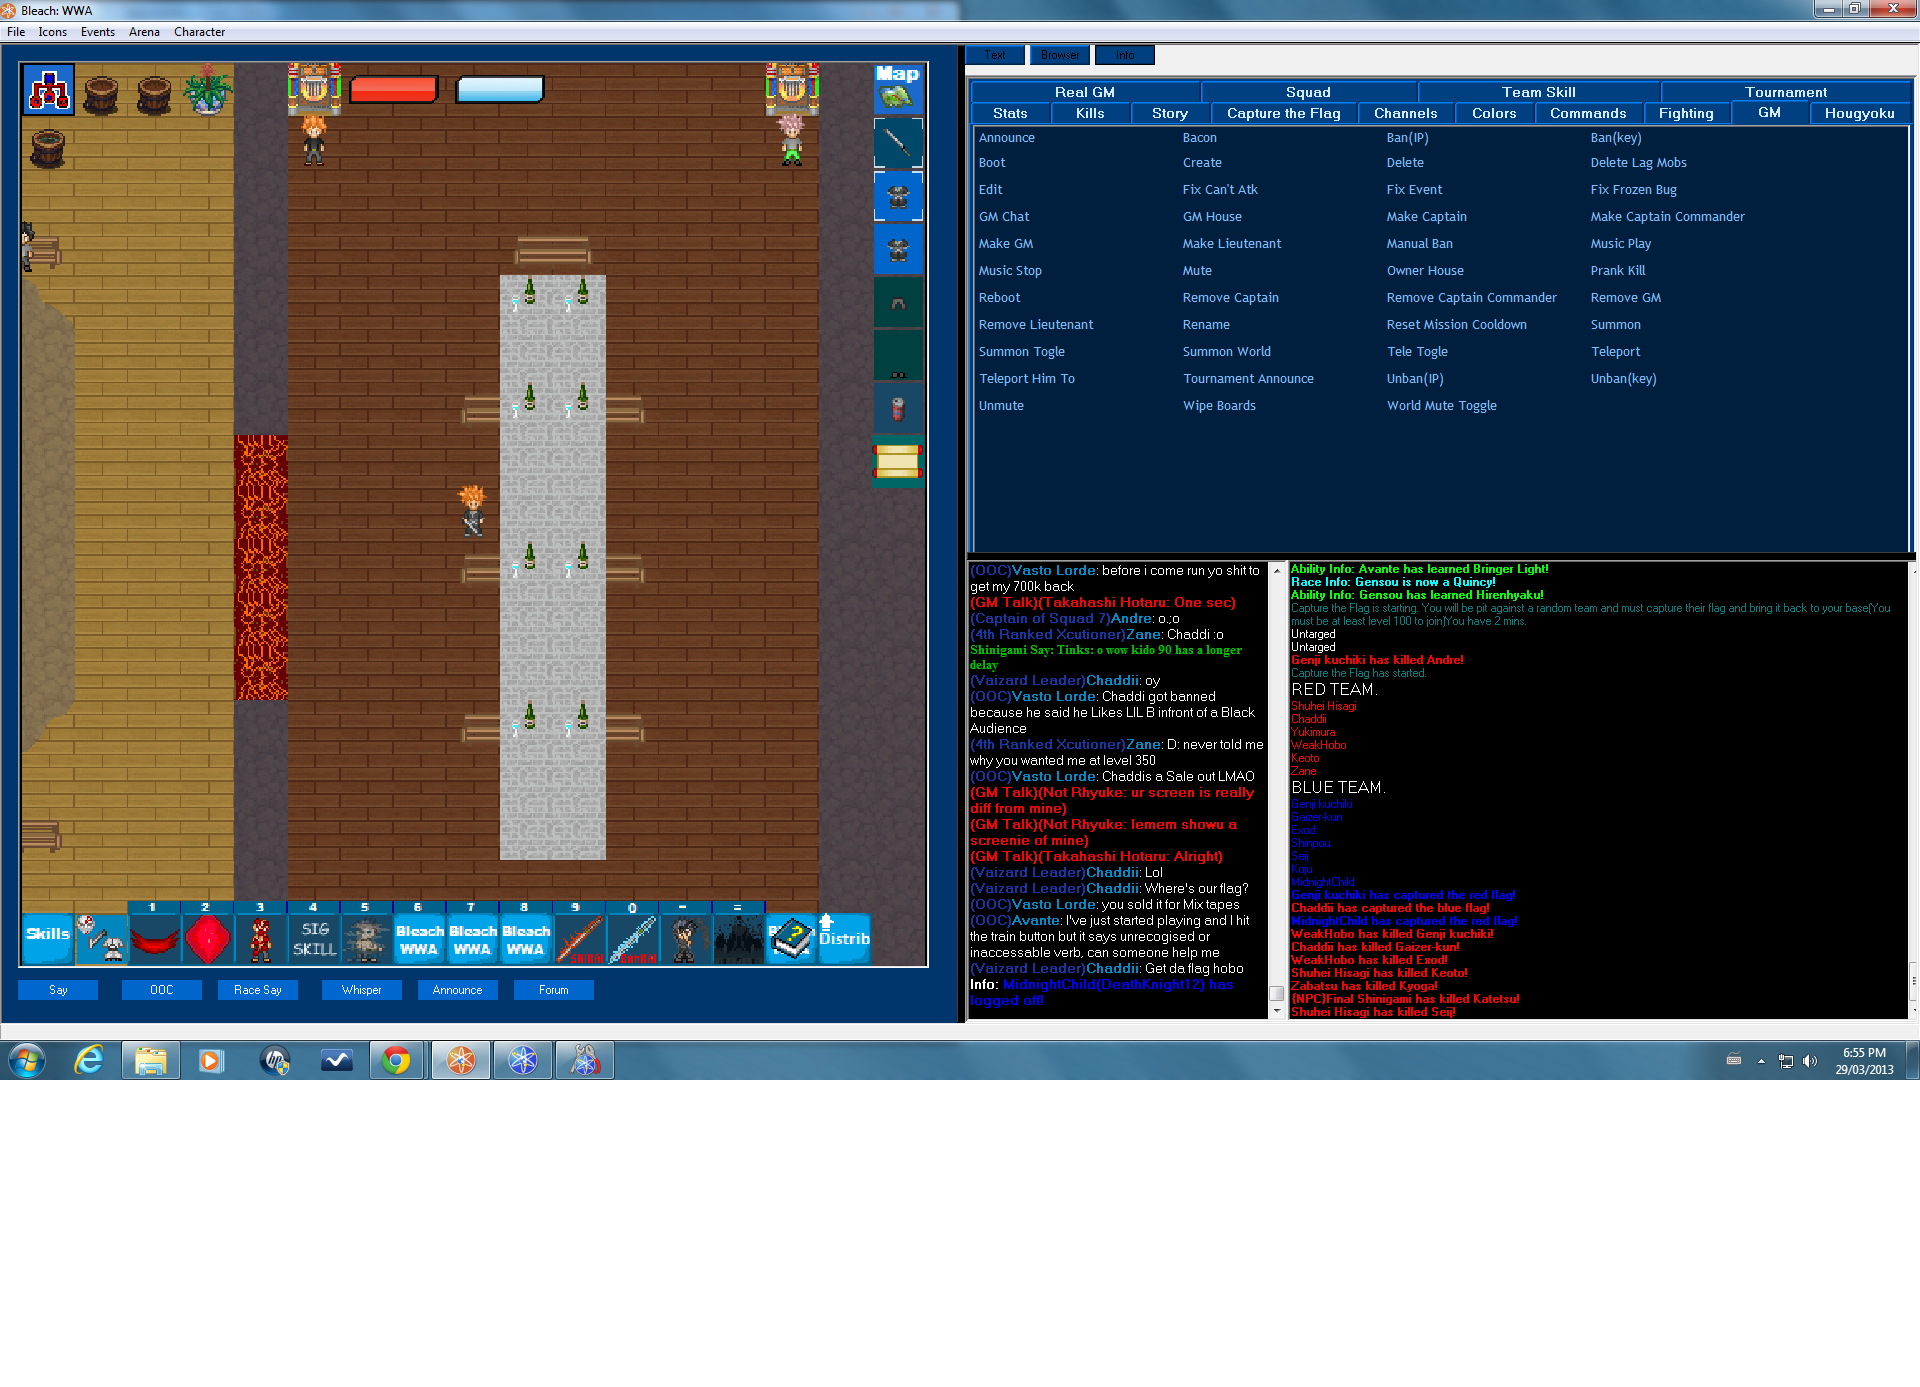 Bleach: WWA
File Icons Events Arena Character
Text Browser Info
Map
Real GM Squad Team Skill Tournament
Stats Kills Story Capture the Flag Channels Colors Commands Fighting GM Hougyoku
Announce Bacon Ban(IP) Ban(key)
Boot Create Delete Delete Lag Mobs
Edit Fix Can't Atk Fix Event Fix Frozen Bug
GM Chat GM House Make Captain Make Captain Commander
Make GM Make Lieutenant Manual Ban Music Play
Music Stop Mute Owner House Prank Kill
Reboot Remove Captain Remove Captain Commander Remove GM
Remove Lieutenant Rename Reset Mission Cooldown Summon
Summon Togle Summon World Tele Togle Teleport
Teleport Him To Tournament Announce Unban(IP) Unban(key)
Unmute Wipe Boards World Mute Toggle
(OOC)Vasto Lorde: before i come run yo shit to
get my 700k back
(GM Talk)(Takahashi Hotaru: One sec)
(Captain of Squad 7)Andre: o.;o
(4th Ranked Xcutioner)Zane: Chaddi :o
Shinigami Say: Tinks: o wow kido 90 has a longer
delay
(Vaizard Leader)Chaddii: oy
(OOC)Vasto Lorde: Chaddi got banned
because he said he Likes LIL B infront of a Black
Audience
(4th Ranked Xcutioner)Zane: D: never told me
why you wanted me at level 350
(OOC)Vasto Lorde: Chaddis a Sale out LMAO
(GM Talk)(Not Rhyuke: ur screen is really
diff from mine)
(GM Talk)(Not Rhyuke: lemem showu a
screenie of mine)
(GM Talk)(Takahashi Hotaru: Alright)
(Vaizard Leader)Chaddii: Lol
(Vaizard Leader)Chaddii: Where's our flag?
(OOC)Vasto Lorde: you sold it for Mix tapes
(OOC)Avante: I've just started playing and I hit
the train button but it says unrecogised or
inaccessable verb, can someone help me
(Vaizard Leader)Chaddii: Get da flag hobo
Info: MidnightChild(DeathKnight12) has
logged off!
Ability Info: Avante has learned Bringer Light!
Race Info: Gensou is now a Quincy!
Ability Info: Gensou has learned Hirenhyaku!
Capture the Flag is starting. You will be pit against a random team and must capture their flag and bring it back to your base(You
must be at least level 100 to join)You have 2 mins.
Untarged
Untarged
Genji kuchiki has killed Andre!
Capture the Flag has started.
RED TEAM.
Shuhei Hisagi
Chaddii
Yukimura
WeakHobo
Keoto
Zane
BLUE TEAM.
Genji kuchiki
Gaizer-kun
Exod
Shinpou
Seij
Koju
MidnightChild
Genji kuchiki has captured the red flag!
Chaddii has captured the blue flag!
MidnightChild has captured the red flag!
WeakHobo has killed Genji kuchiki!
Chaddii has killed Gaizer-kun!
WeakHobo has killed Exod!
Shuhei Hisagi has killed Keoto!
Zabatsu has killed Kyoga!
{NPC}Final Shinigami has killed Katetsu!
Shuhei Hisagi has killed Seij!
1 2 3 4 5 6 7 8 9 0 - =
Skills SIG SKILL Bleach WWA Bleach WWA Bleach WWA SHIKAI BANKAI Distrib
Say OOC Race Say Whisper Announce Forum
6:55 PM
29/03/2013